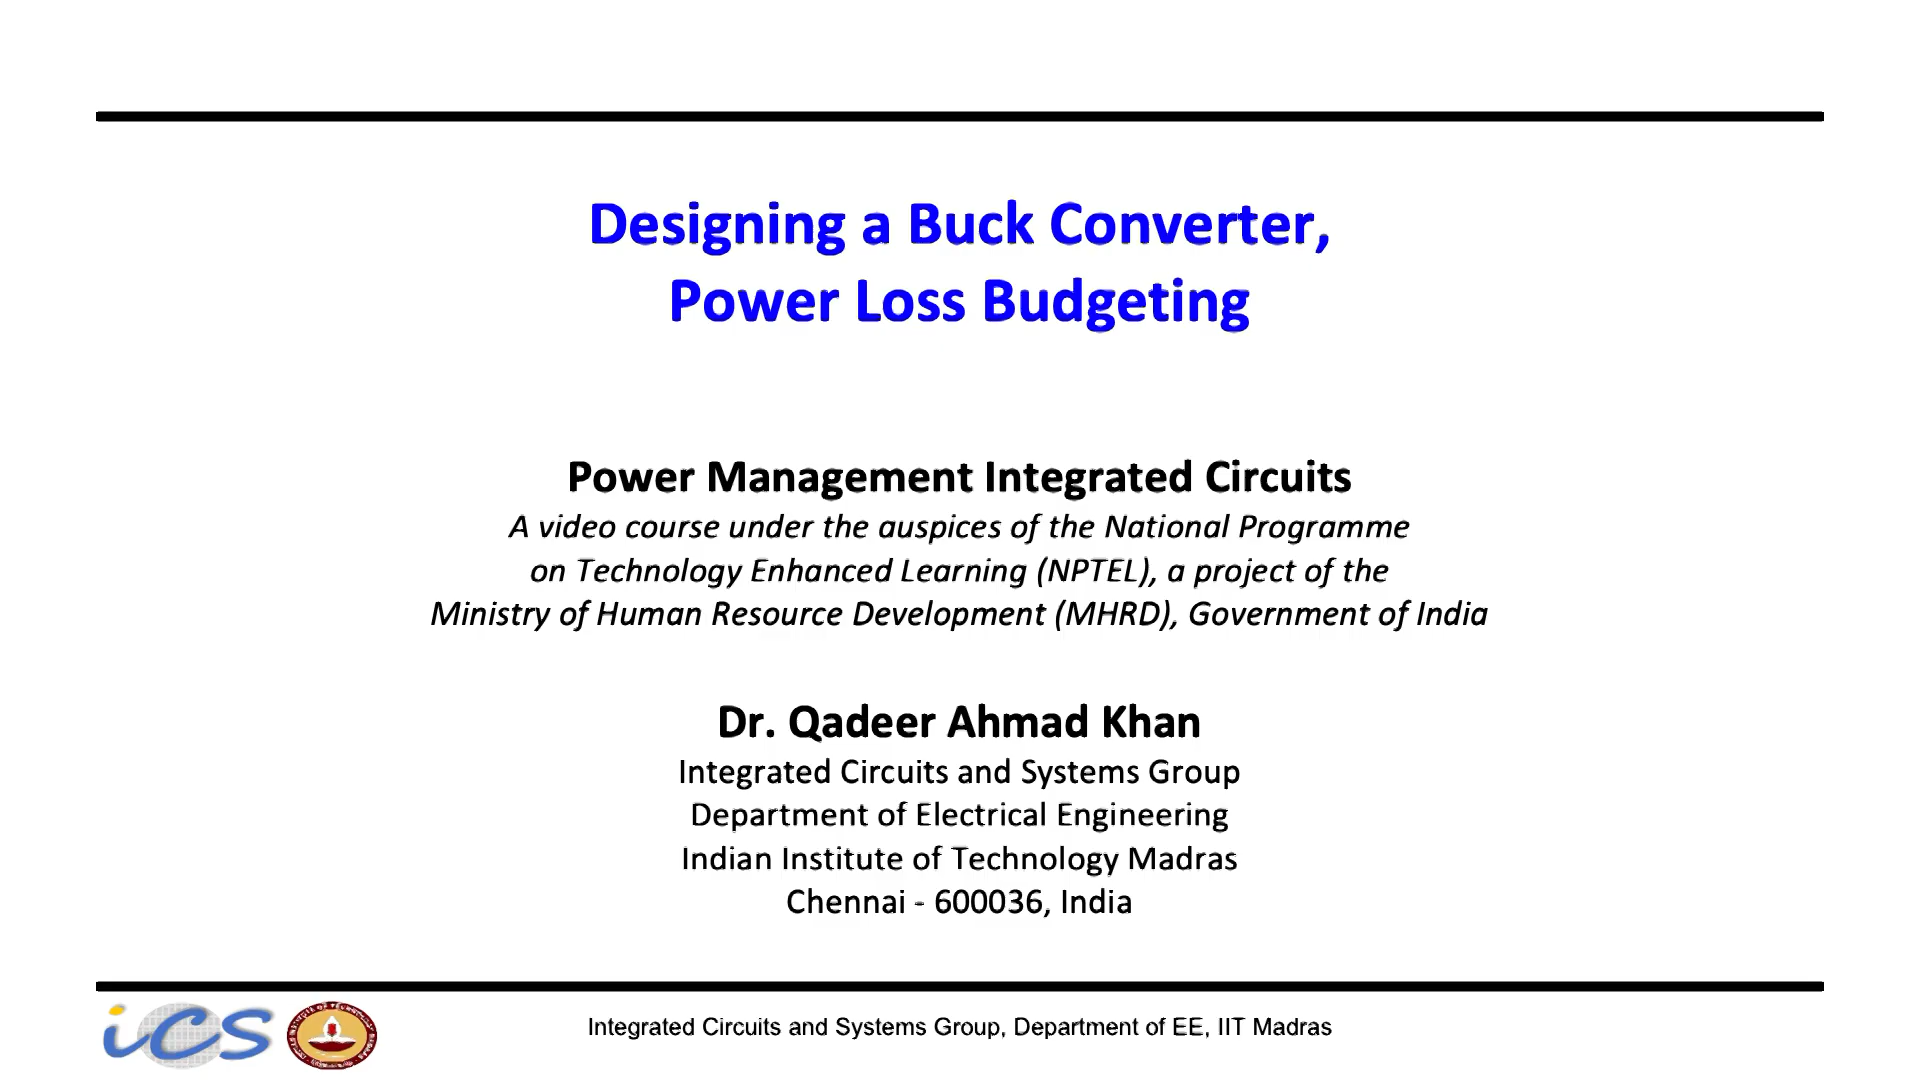 Designing a Buck Converter,
Power Loss Budgeting
Power Management Integrated Circuits
A video course under the auspices of the National Programme
on Technology Enhanced Learning (NPTEL), a project of the
Ministry of Human Resource Development (MHRD), Government of India
Dr. Qadeer Ahmad Khan
Integrated Circuits and Systems Group
Department of Electrical Engineering
Indian Institute of Technology Madras
Chennai - 600036, India
iCS
Integrated Circuits and Systems Group, Department of EE, IIT Madras